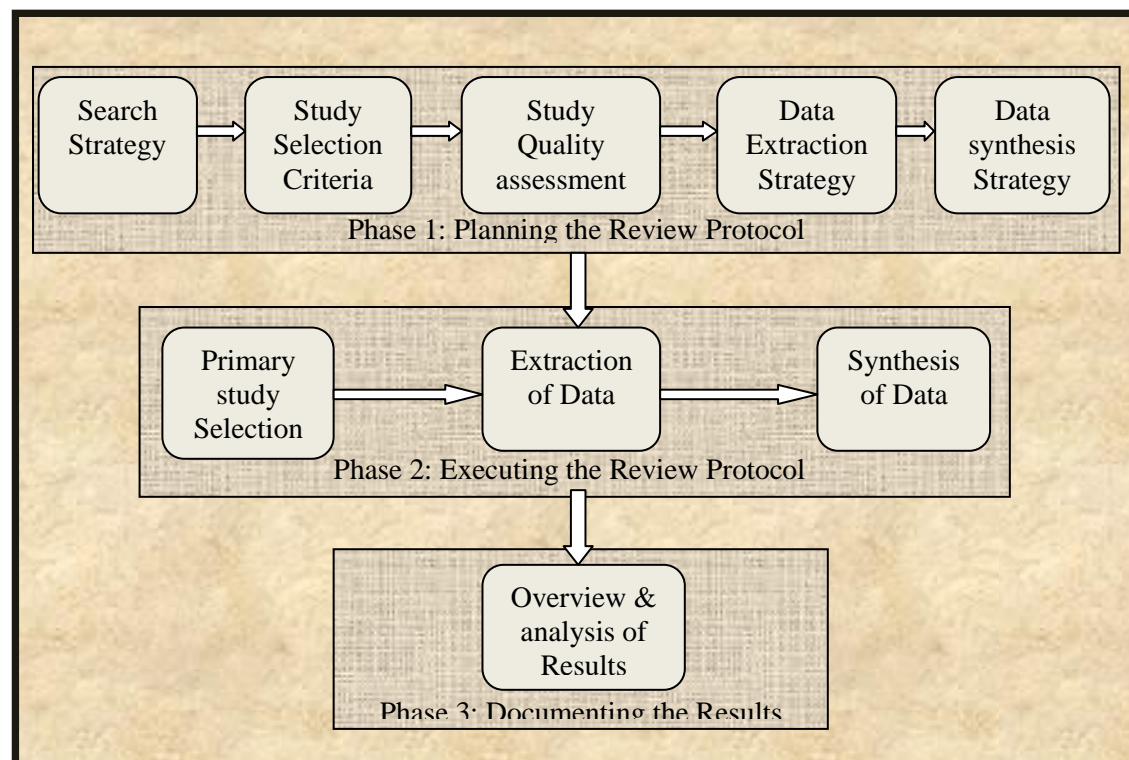 Search
Strategy
Study
Selection
Criteria
Study
Quality
assessment
Data
Extraction
Strategy
Data
synthesis
Strategy
Phase 1: Planning the Review Protocol
Primary
study
Selection
Extraction
of Data
Synthesis
of Data
Phase 2: Executing the Review Protocol
Overview &
analysis of
Results
Phase 3: Documenting the Results